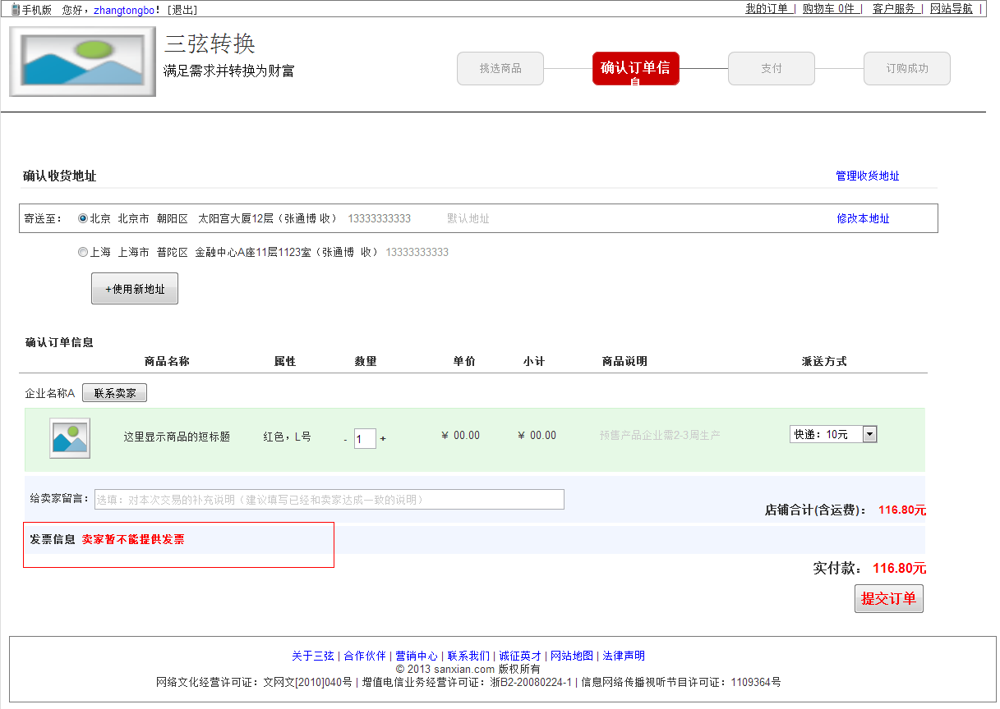 手机版 您好，zhangtongbo！ [退出] 我的订单 | 购物车 0件 | 客户服务 | 网站导航 |
三弦转换
满足需求并转换为财富
挑选商品 确认订单信息 支付 订购成功
确认收货地址 管理收货地址
寄送至： 北京 北京市 朝阳区 太阳宫大厦12层（张通博 收） 13333333333 默认地址 修改本地址
上海 上海市 普陀区 金融中心A座11层1123室（张通博 收） 13333333333
+使用新地址
确认订单信息
商品名称 属性 数量 单价 小计 商品说明 派送方式
企业名称A 联系卖家
这里显示商品的短标题 红色，L号 - 1 + ￥ 00.00 ￥ 00.00 预售产品企业需2-3周生产 快递：10元
给卖家留言： 选填：对本次交易的补充说明（建议填写已经和卖家达成一致的说明）
店铺合计(含运费)： 116.80元
发票信息 卖家暂不能提供发票
实付款： 116.80元
提交订单
关于三弦 | 合作伙伴 | 营销中心 | 联系我们 | 诚征英才 | 网站地图 | 法律声明
© 2013 sanxian.com 版权所有
网络文化经营许可证：文网文[2010]040号 | 增值电信业务经营许可证：浙B2-20080224-1 | 信息网络传播视听节目许可证：1109364号